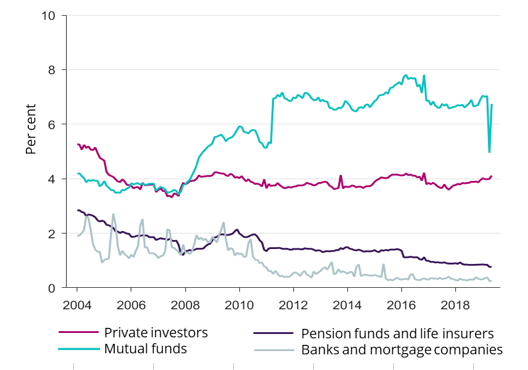 10
8
6
4
2
0
Per cent
2004 2006 2008 2010 2012 2014 2016 2018
Private investors Pension funds and life insurers
Mutual funds Banks and mortgage companies